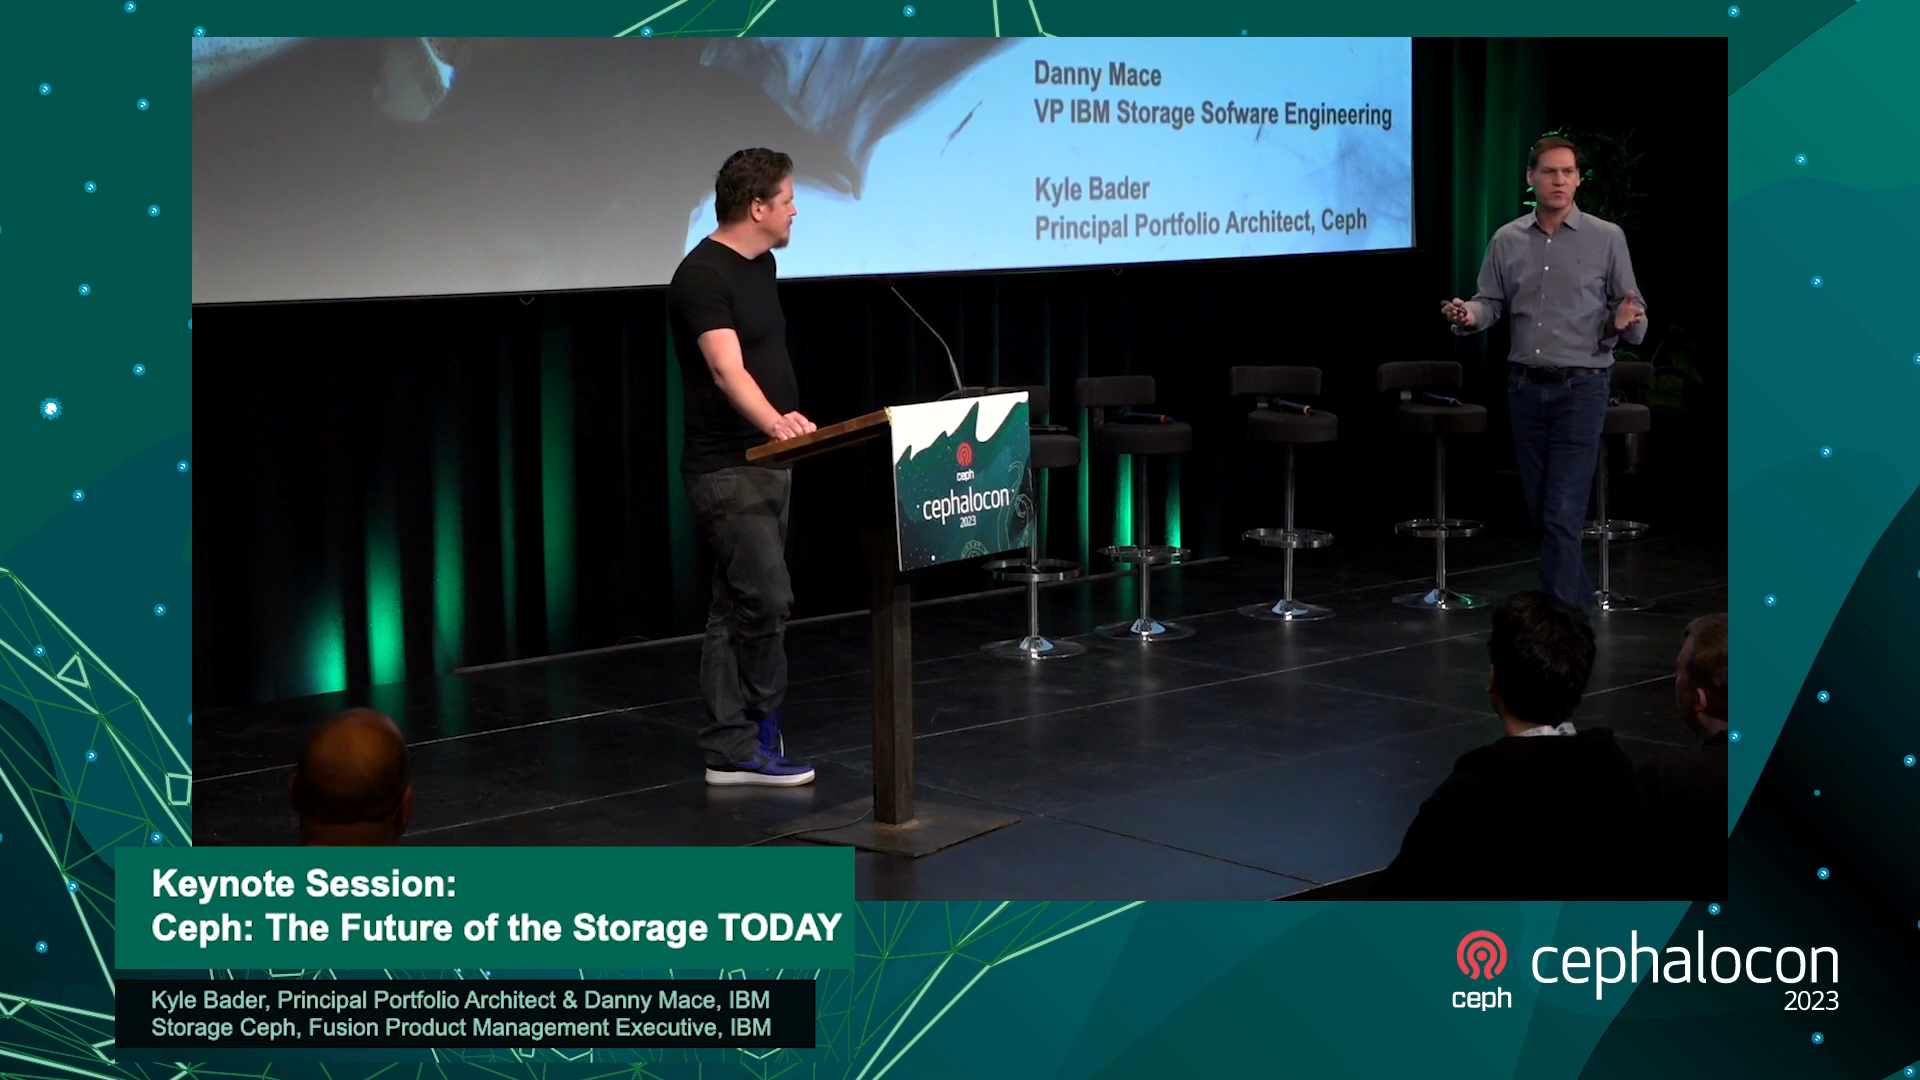 Danny Mace
VP IBM Storage Sofware Engineering
Kyle Bader
Principal Portfolio Architect, Ceph
ceph
cephalocon
2023
Keynote Session:
Ceph: The Future of the Storage TODAY
Kyle Bader, Principal Portfolio Architect & Danny Mace, IBM
Storage Ceph, Fusion Product Management Executive, IBM
ceph
cephalocon
2023